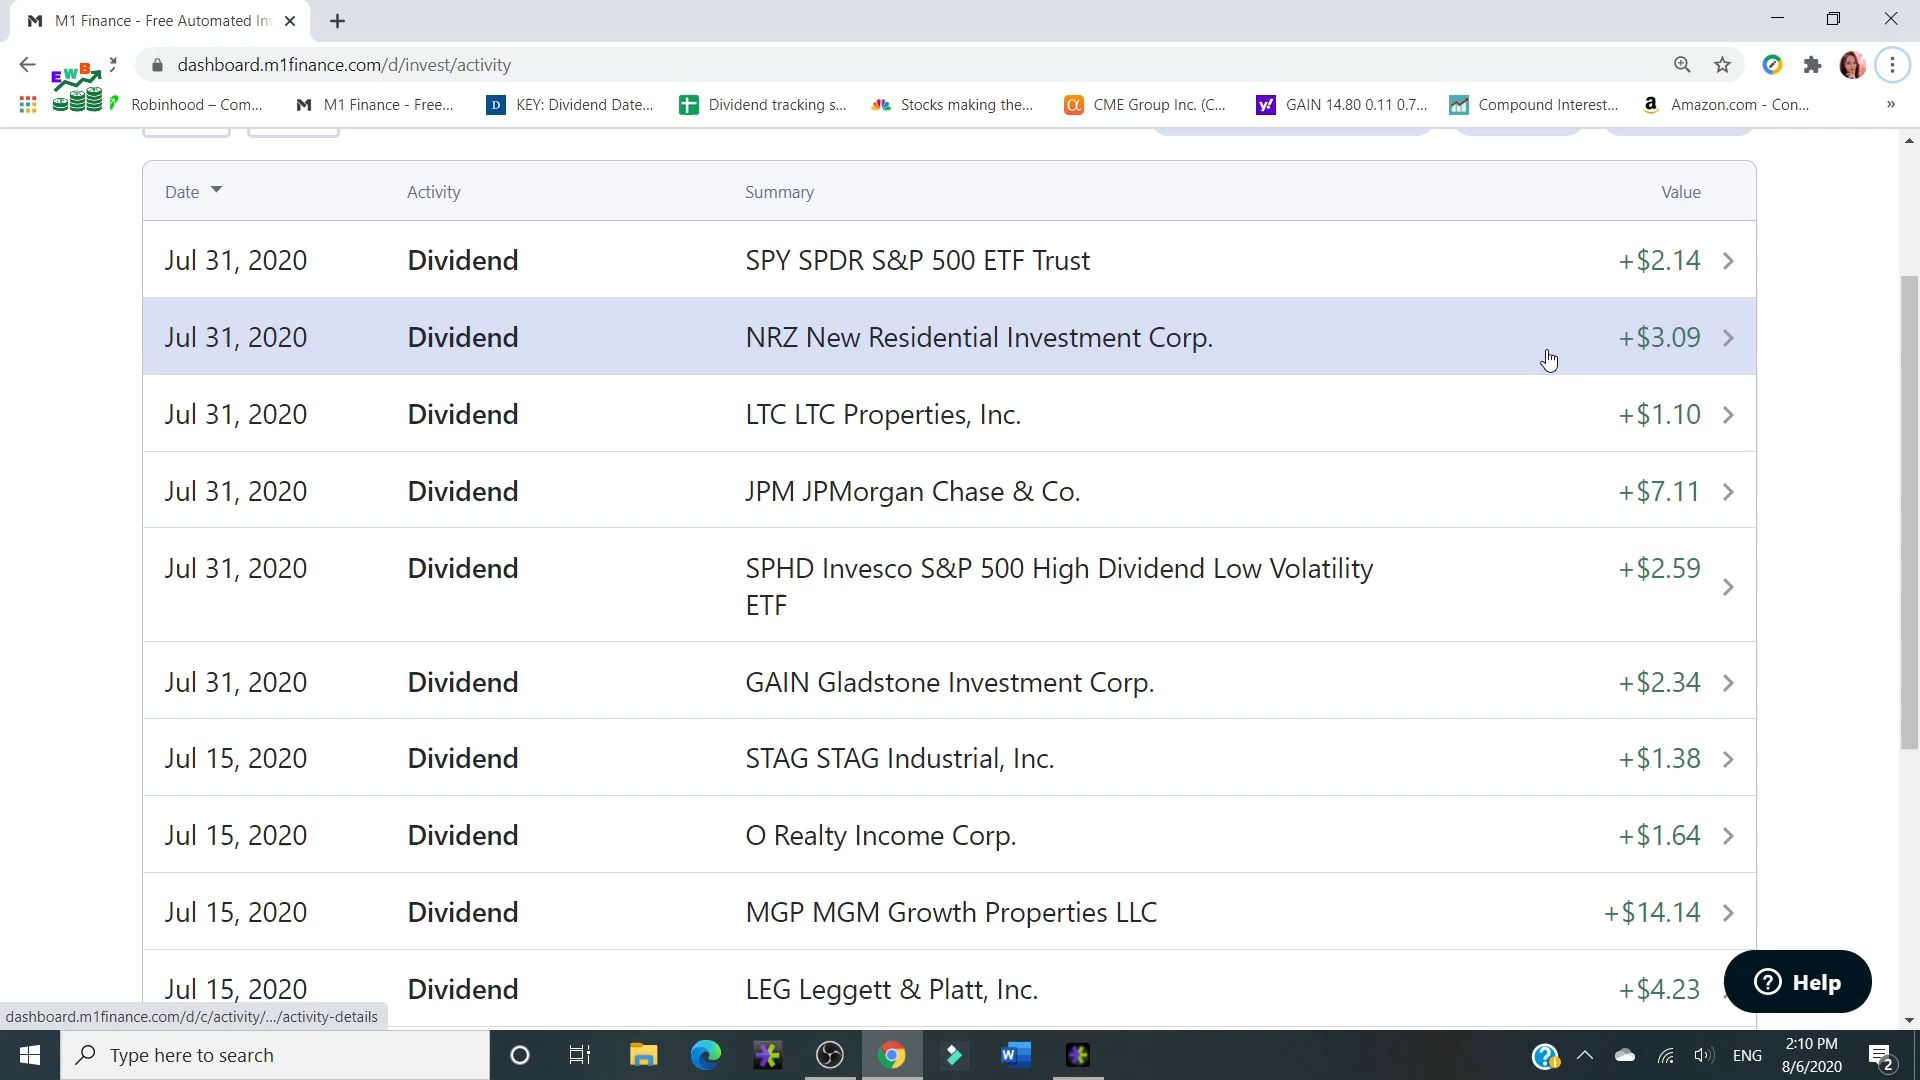 M1 Finance - Free Automated In
dashboard.m1finance.com/d/invest/activity
EWB
Robinhood – Com... M1 Finance - Free... D KEY: Dividend Date... Dividend tracking s... Stocks making the... α CME Group Inc. (C... y! GAIN 14.80 0.11 0.7... Compound Interest... a Amazon.com - Con... »
Date Activity Summary Value
Jul 31, 2020 Dividend SPY SPDR S&P 500 ETF Trust +$2.14
Jul 31, 2020 Dividend NRZ New Residential Investment Corp. +$3.09
Jul 31, 2020 Dividend LTC LTC Properties, Inc. +$1.10
Jul 31, 2020 Dividend JPM JPMorgan Chase & Co. +$7.11
Jul 31, 2020 Dividend SPHD Invesco S&P 500 High Dividend Low Volatility +$2.59
ETF
Jul 31, 2020 Dividend GAIN Gladstone Investment Corp. +$2.34
Jul 15, 2020 Dividend STAG STAG Industrial, Inc. +$1.38
Jul 15, 2020 Dividend O Realty Income Corp. +$1.64
Jul 15, 2020 Dividend MGP MGM Growth Properties LLC +$14.14
Jul 15, 2020 Dividend LEG Leggett & Platt, Inc. +$4.23
? Help
dashboard.m1finance.com/d/c/activity/.../activity-details
Type here to search
W
ENG
2:10 PM
8/6/2020
2